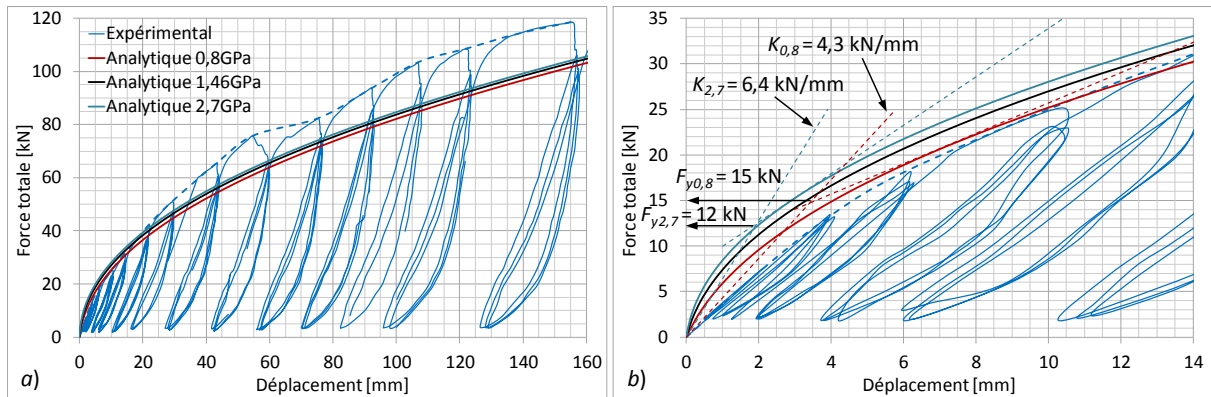 120
100
80
60
40
20
0
Force totale [kN]
Expérimental
Analytique 0,8GPa
Analytique 1,46GPa
Analytique 2,7GPa
0 20 40 60 80 100 120 140 160
Déplacement [mm]
a)
35
30
25
20
15
10
5
0
Force totale [kN]
K0,8 = 4,3 kN/mm
K2,7 = 6,4 kN/mm
Fy0,8 = 15 kN
Fy2,7 = 12 kN
0 2 4 6 8 10 12 14
Déplacement [mm]
b)